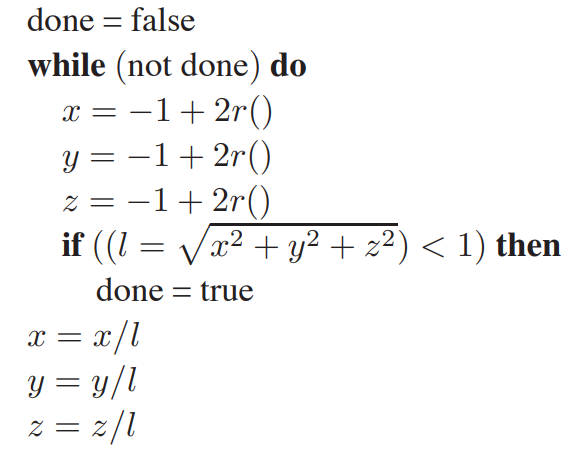 done = false
while (not done) do
x = −1 + 2r()
y = −1 + 2r()
z = −1 + 2r()
if ((l = √x² + y² + z²) < 1) then
done = true
x = x/l
y = y/l
z = z/l